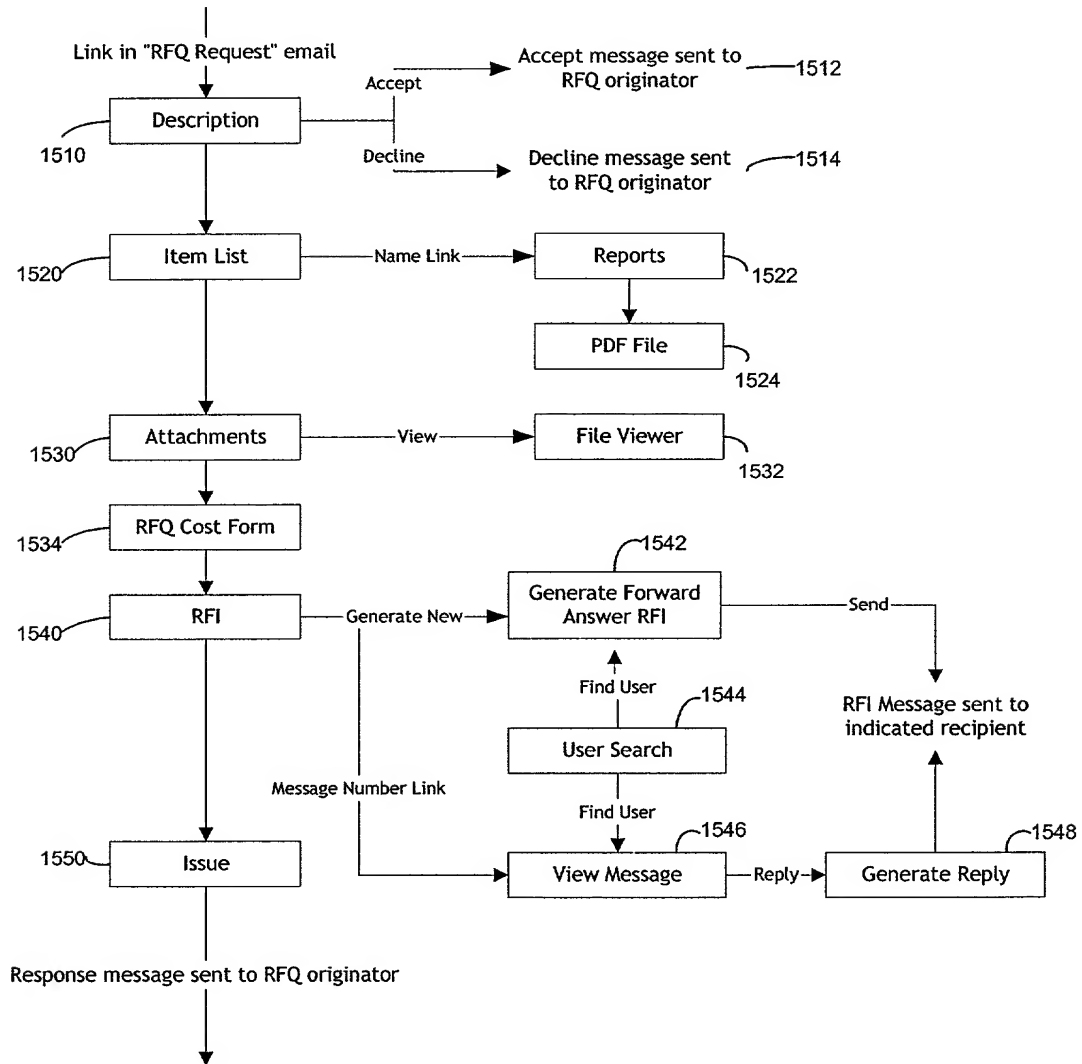 Link in "RFQ Request" email
Accept
Accept message sent to
RFQ originator
1512
Description
1510
Decline
Decline message sent
to RFQ originator
1514
Item List
1520
Name Link
Reports
1522
PDF File
1524
Attachments
1530
View
File Viewer
1532
RFQ Cost Form
1534
1542
RFI
1540
Generate New
Generate Forward
Answer RFI
Send
Find User
1544
User Search
RFI Message sent to
indicated recipient
Message Number Link
Find User
1546
1548
1550
Issue
View Message
Reply
Generate Reply
Response message sent to RFQ originator